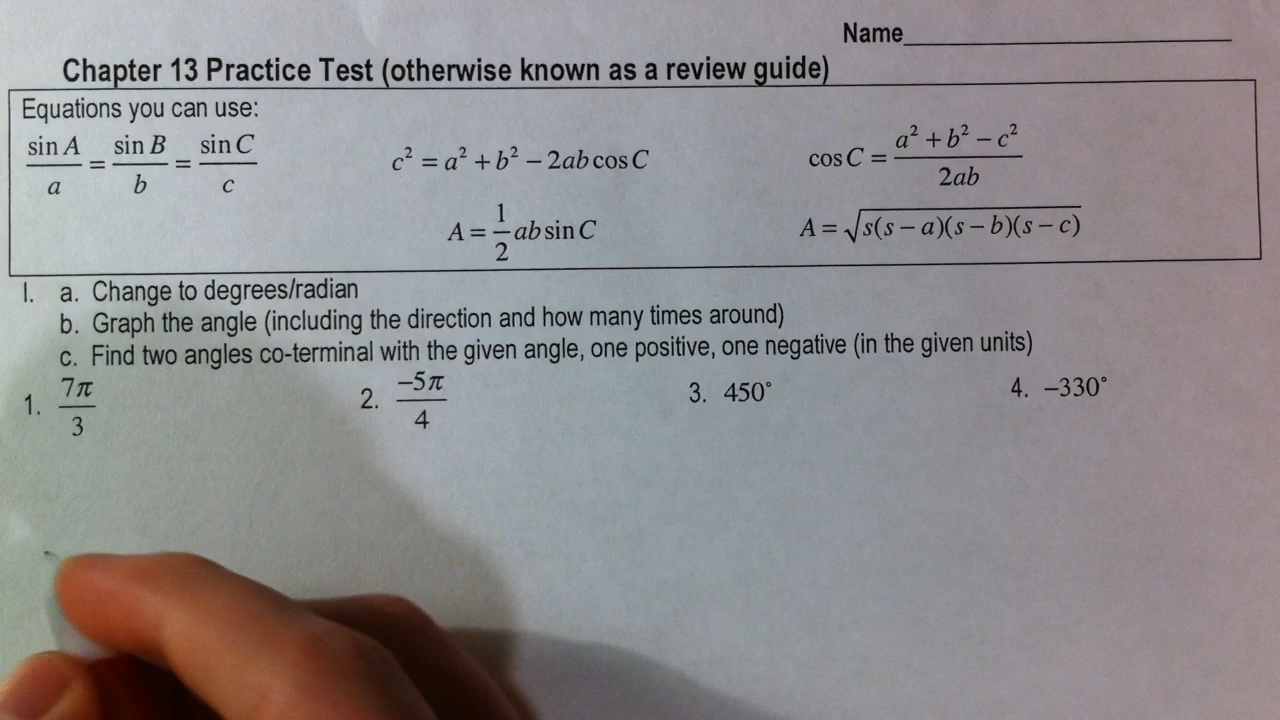 Name
Chapter 13 Practice Test (otherwise known as a review guide)
Equations you can use:
sin A / a = sin B / b = sin C / c
c² = a² + b² − 2ab cos C
cos C = (a² + b² − c²) / 2ab
A = 1/2 ab sin C
A = √s(s − a)(s − b)(s − c)
I. a. Change to degrees/radian
b. Graph the angle (including the direction and how many times around)
c. Find two angles co-terminal with the given angle, one positive, one negative (in the given units)
1. 7π/3 2. −5π/4 3. 450° 4. −330°